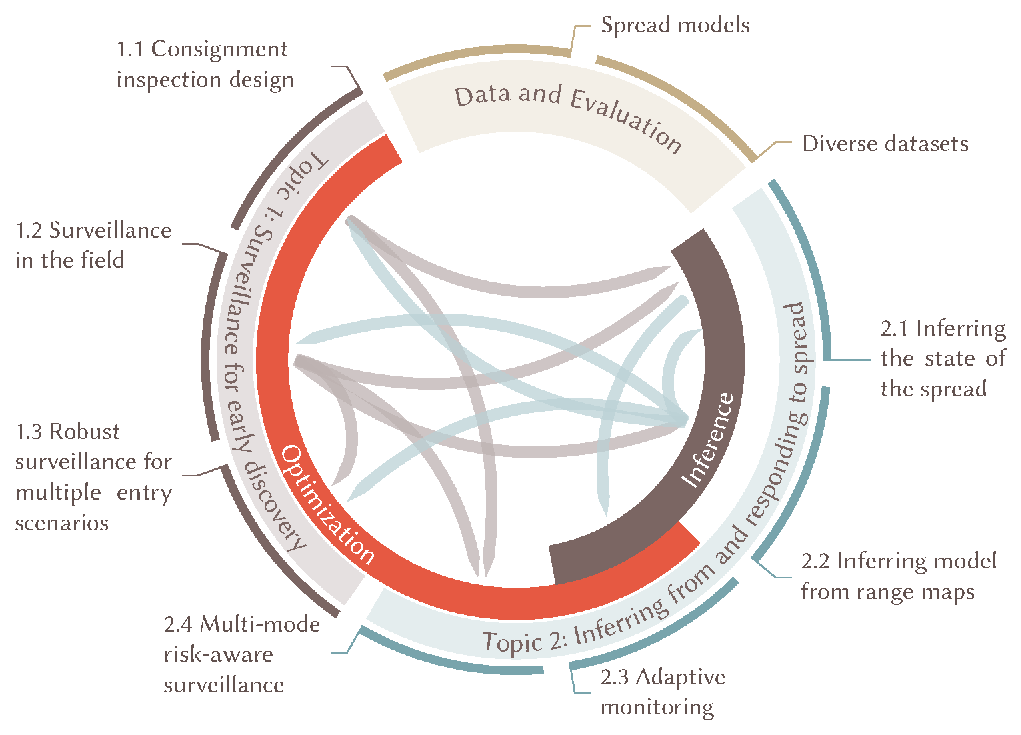 Spread models
1.1 Consignment
inspection design
Data and Evaluation
Diverse datasets
Topic 1: Surveillance for early discovery
1.2 Surveillance
in the field
2.1 Inferring
the state of
the spread
Inference
1.3 Robust
surveillance for
multiple entry
scenarios
Optimization
2.2 Inferring model
from range maps
Topic 2: Inferring from and responding to spread
2.4 Multi-mode
risk-aware
surveillance
2.3 Adaptive
monitoring